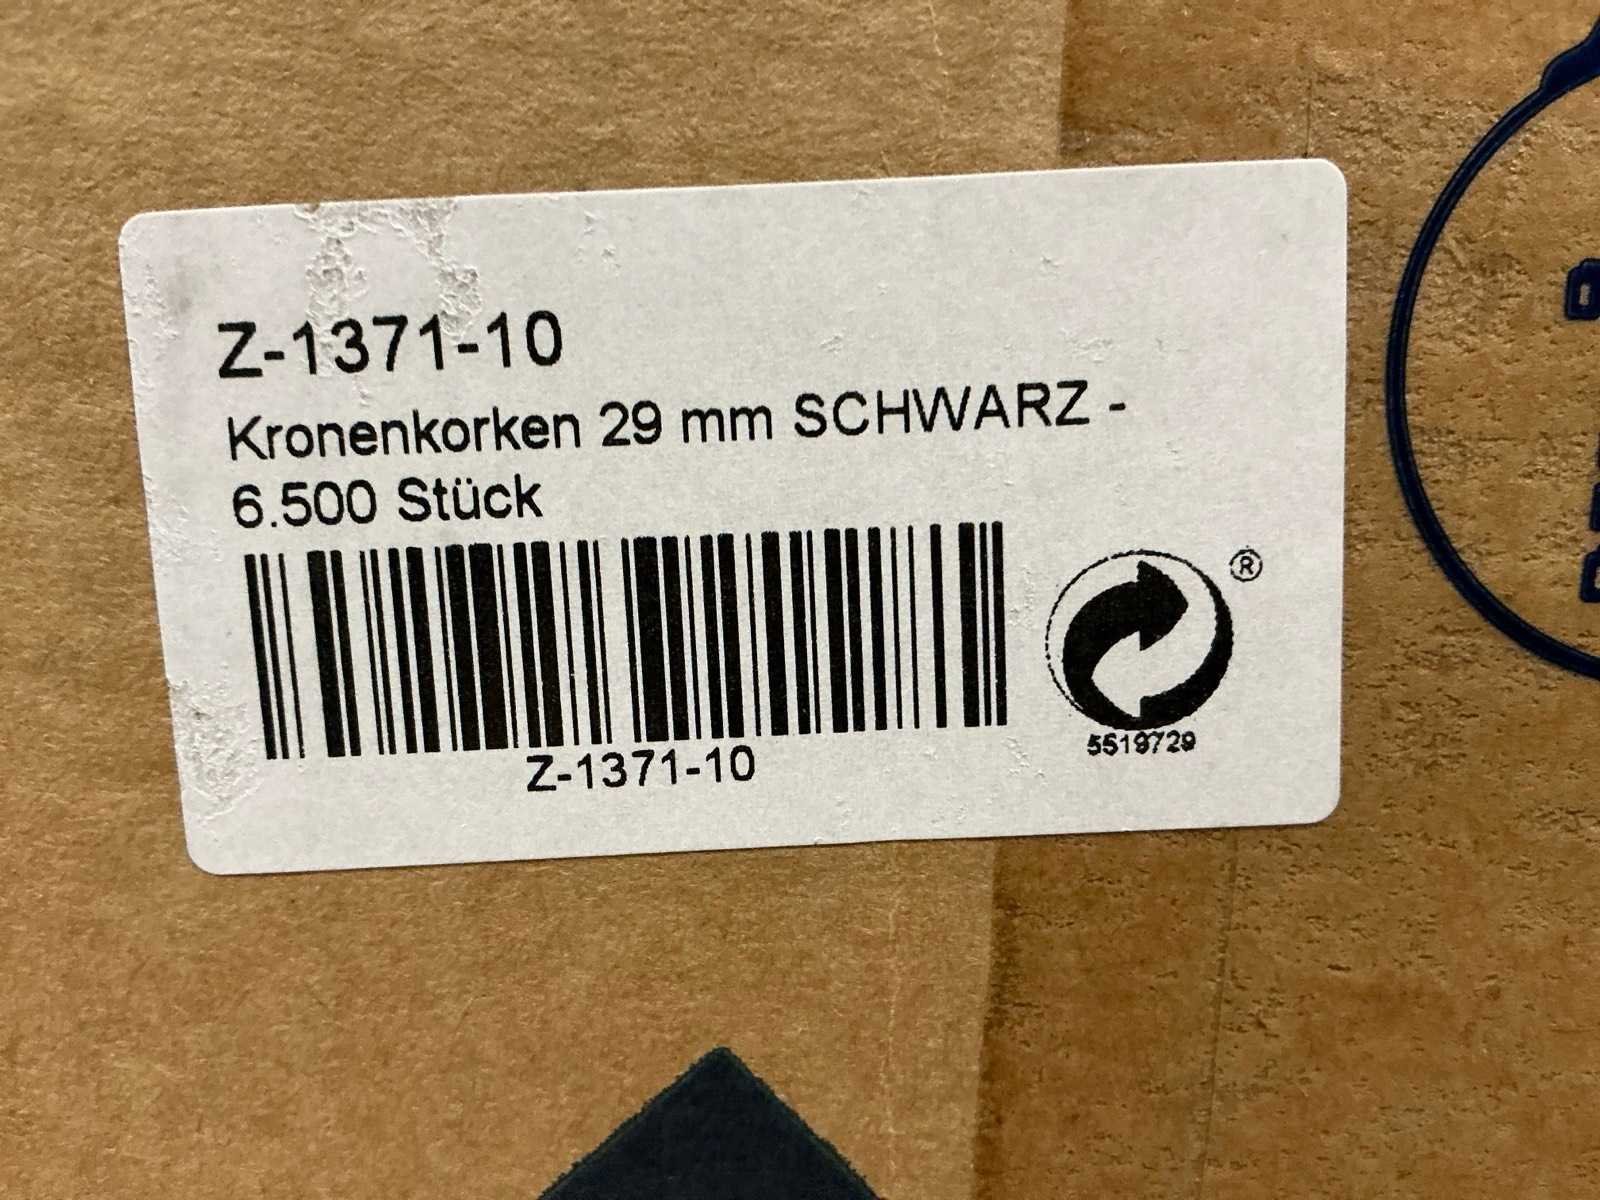 Z-1371-10
Kronenkorken 29 mm SCHWARZ -
6.500 Stück
Z-1371-10
®
5519729